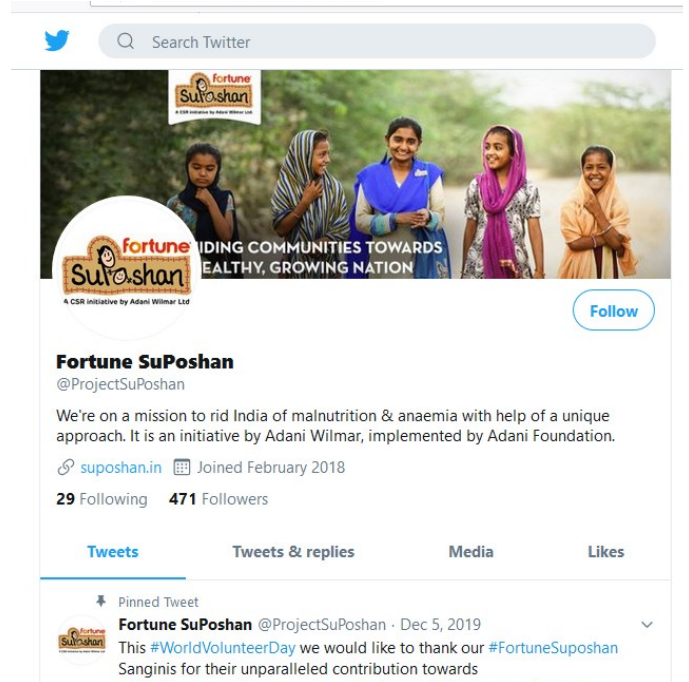 Search Twitter
fortune
SuPoshan
A CSR initiative by Adani Wilmar Ltd
IDING COMMUNITIES TOWARDS
EALTHY, GROWING NATION
fortune
SuPoshan
A CSR initiative by Adani Wilmar Ltd
Follow
Fortune SuPoshan
@ProjectSuPoshan
We're on a mission to rid India of malnutrition & anaemia with help of a unique
approach. It is an initiative by Adani Wilmar, implemented by Adani Foundation.
suposhan.in Joined February 2018
29 Following 471 Followers
Tweets Tweets & replies Media Likes
Pinned Tweet
Fortune SuPoshan @ProjectSuPoshan · Dec 5, 2019
fortune
SuPoshan
This #WorldVolunteerDay we would like to thank our #FortuneSuposhan
Sanginis for their unparalleled contribution towards